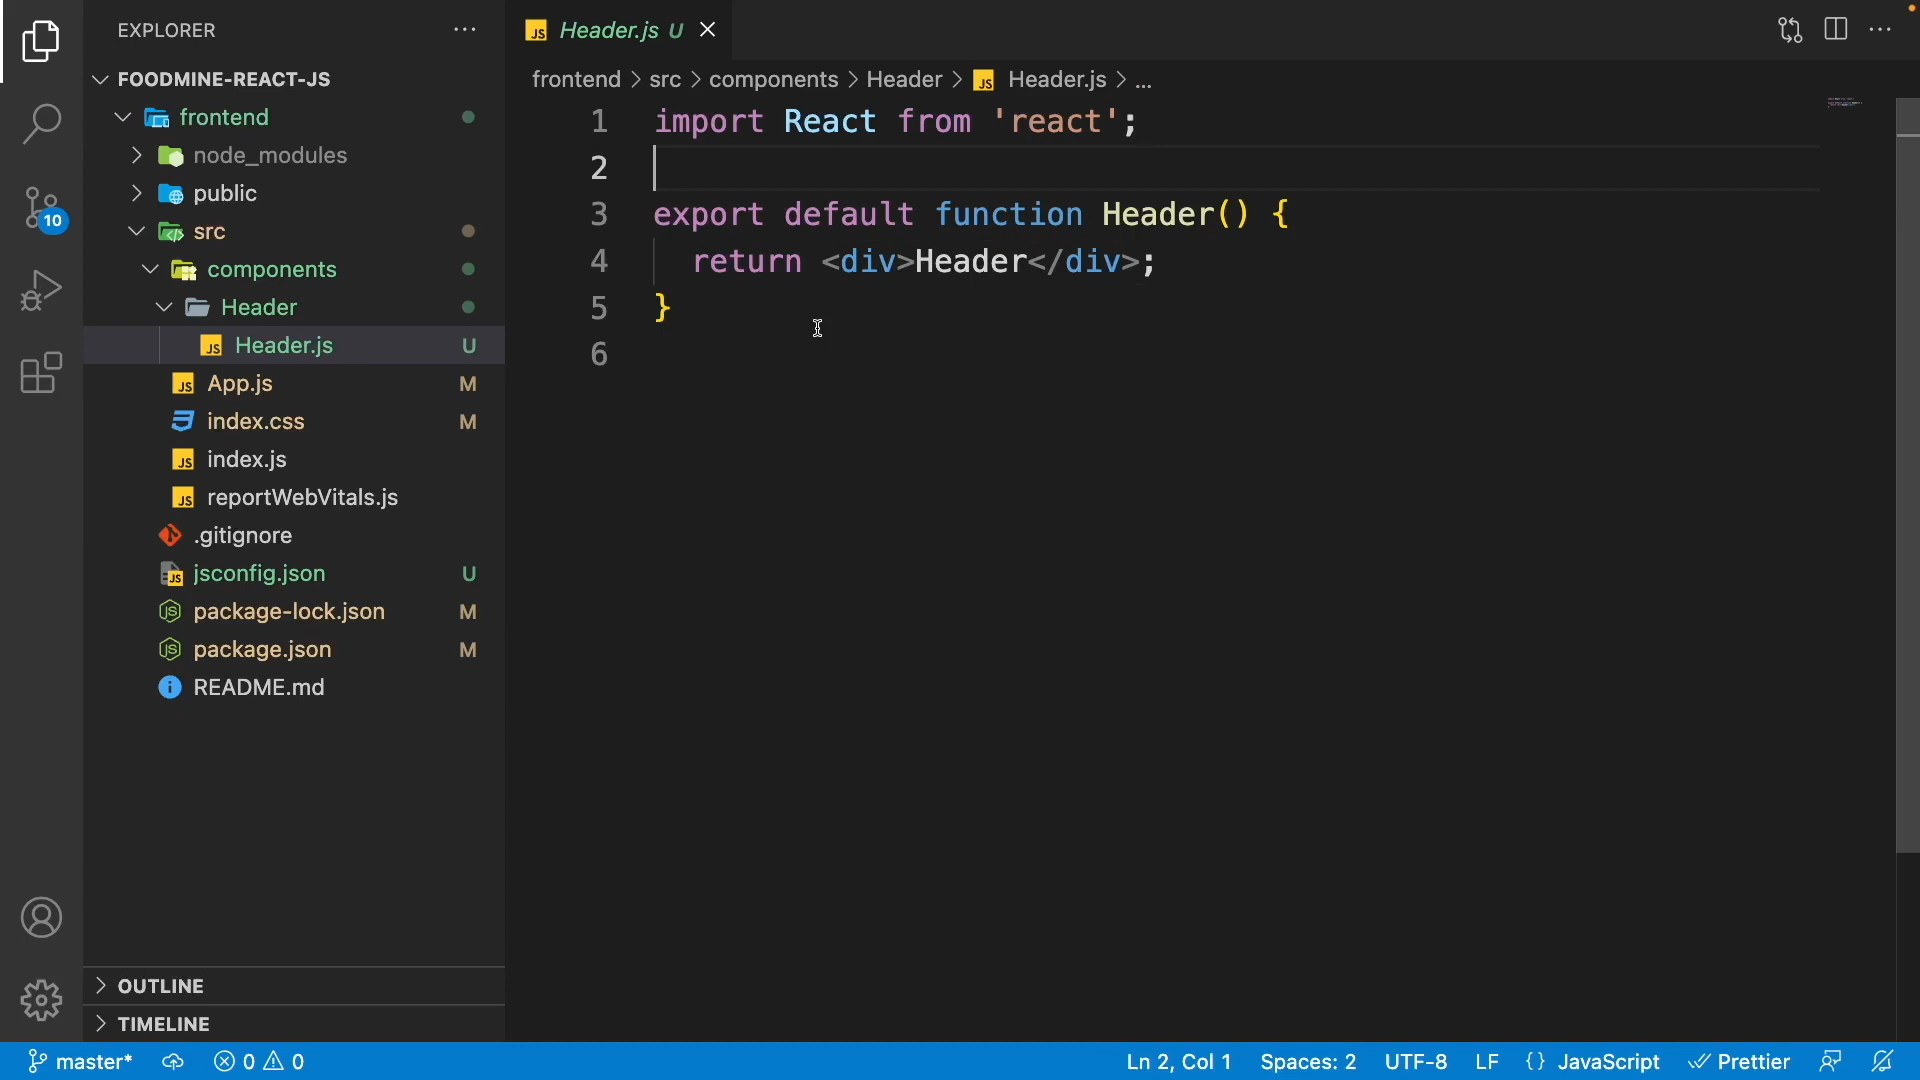 EXPLORER
FOODMINE-REACT-JS
frontend
node_modules
public
src
components
Header
Header.js U
App.js M
index.css M
index.js
reportWebVitals.js
.gitignore
jsconfig.json U
package-lock.json M
package.json M
README.md
OUTLINE
TIMELINE
10
Header.js U
frontend > src > components > Header > JS Header.js > ...
1 import React from 'react';
2
3 export default function Header() {
4 return <div>Header</div>;
5 }
6
master* 0 0 Ln 2, Col 1 Spaces: 2 UTF-8 LF {} JavaScript Prettier